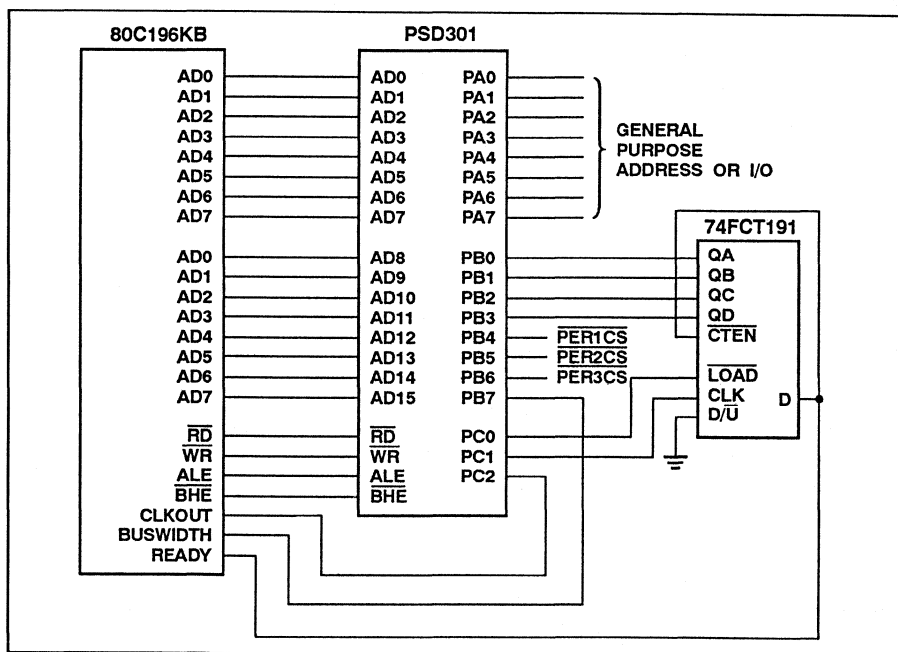 80C196KB
PSD301
AD0 AD0 PA0
AD1 AD1 PA1
AD2 AD2 PA2
AD3 AD3 PA3
AD4 AD4 PA4
AD5 AD5 PA5
AD6 AD6 PA6
AD7 AD7 PA7
GENERAL
PURPOSE
ADDRESS OR I/O
74FCT191
AD0 AD8 PB0 QA
AD1 AD9 PB1 QB
AD2 AD10 PB2 QC
AD3 AD11 PB3 QD
AD4 AD12 PB4 PER1CS CTEN
AD5 AD13 PB5 PER2CS
AD6 AD14 PB6 PER3CS LOAD
AD7 AD15 PB7 CLK D
D/U
RD RD PC0
WR WR PC1
ALE ALE PC2
BHE BHE
CLKOUT
BUSWIDTH
READY